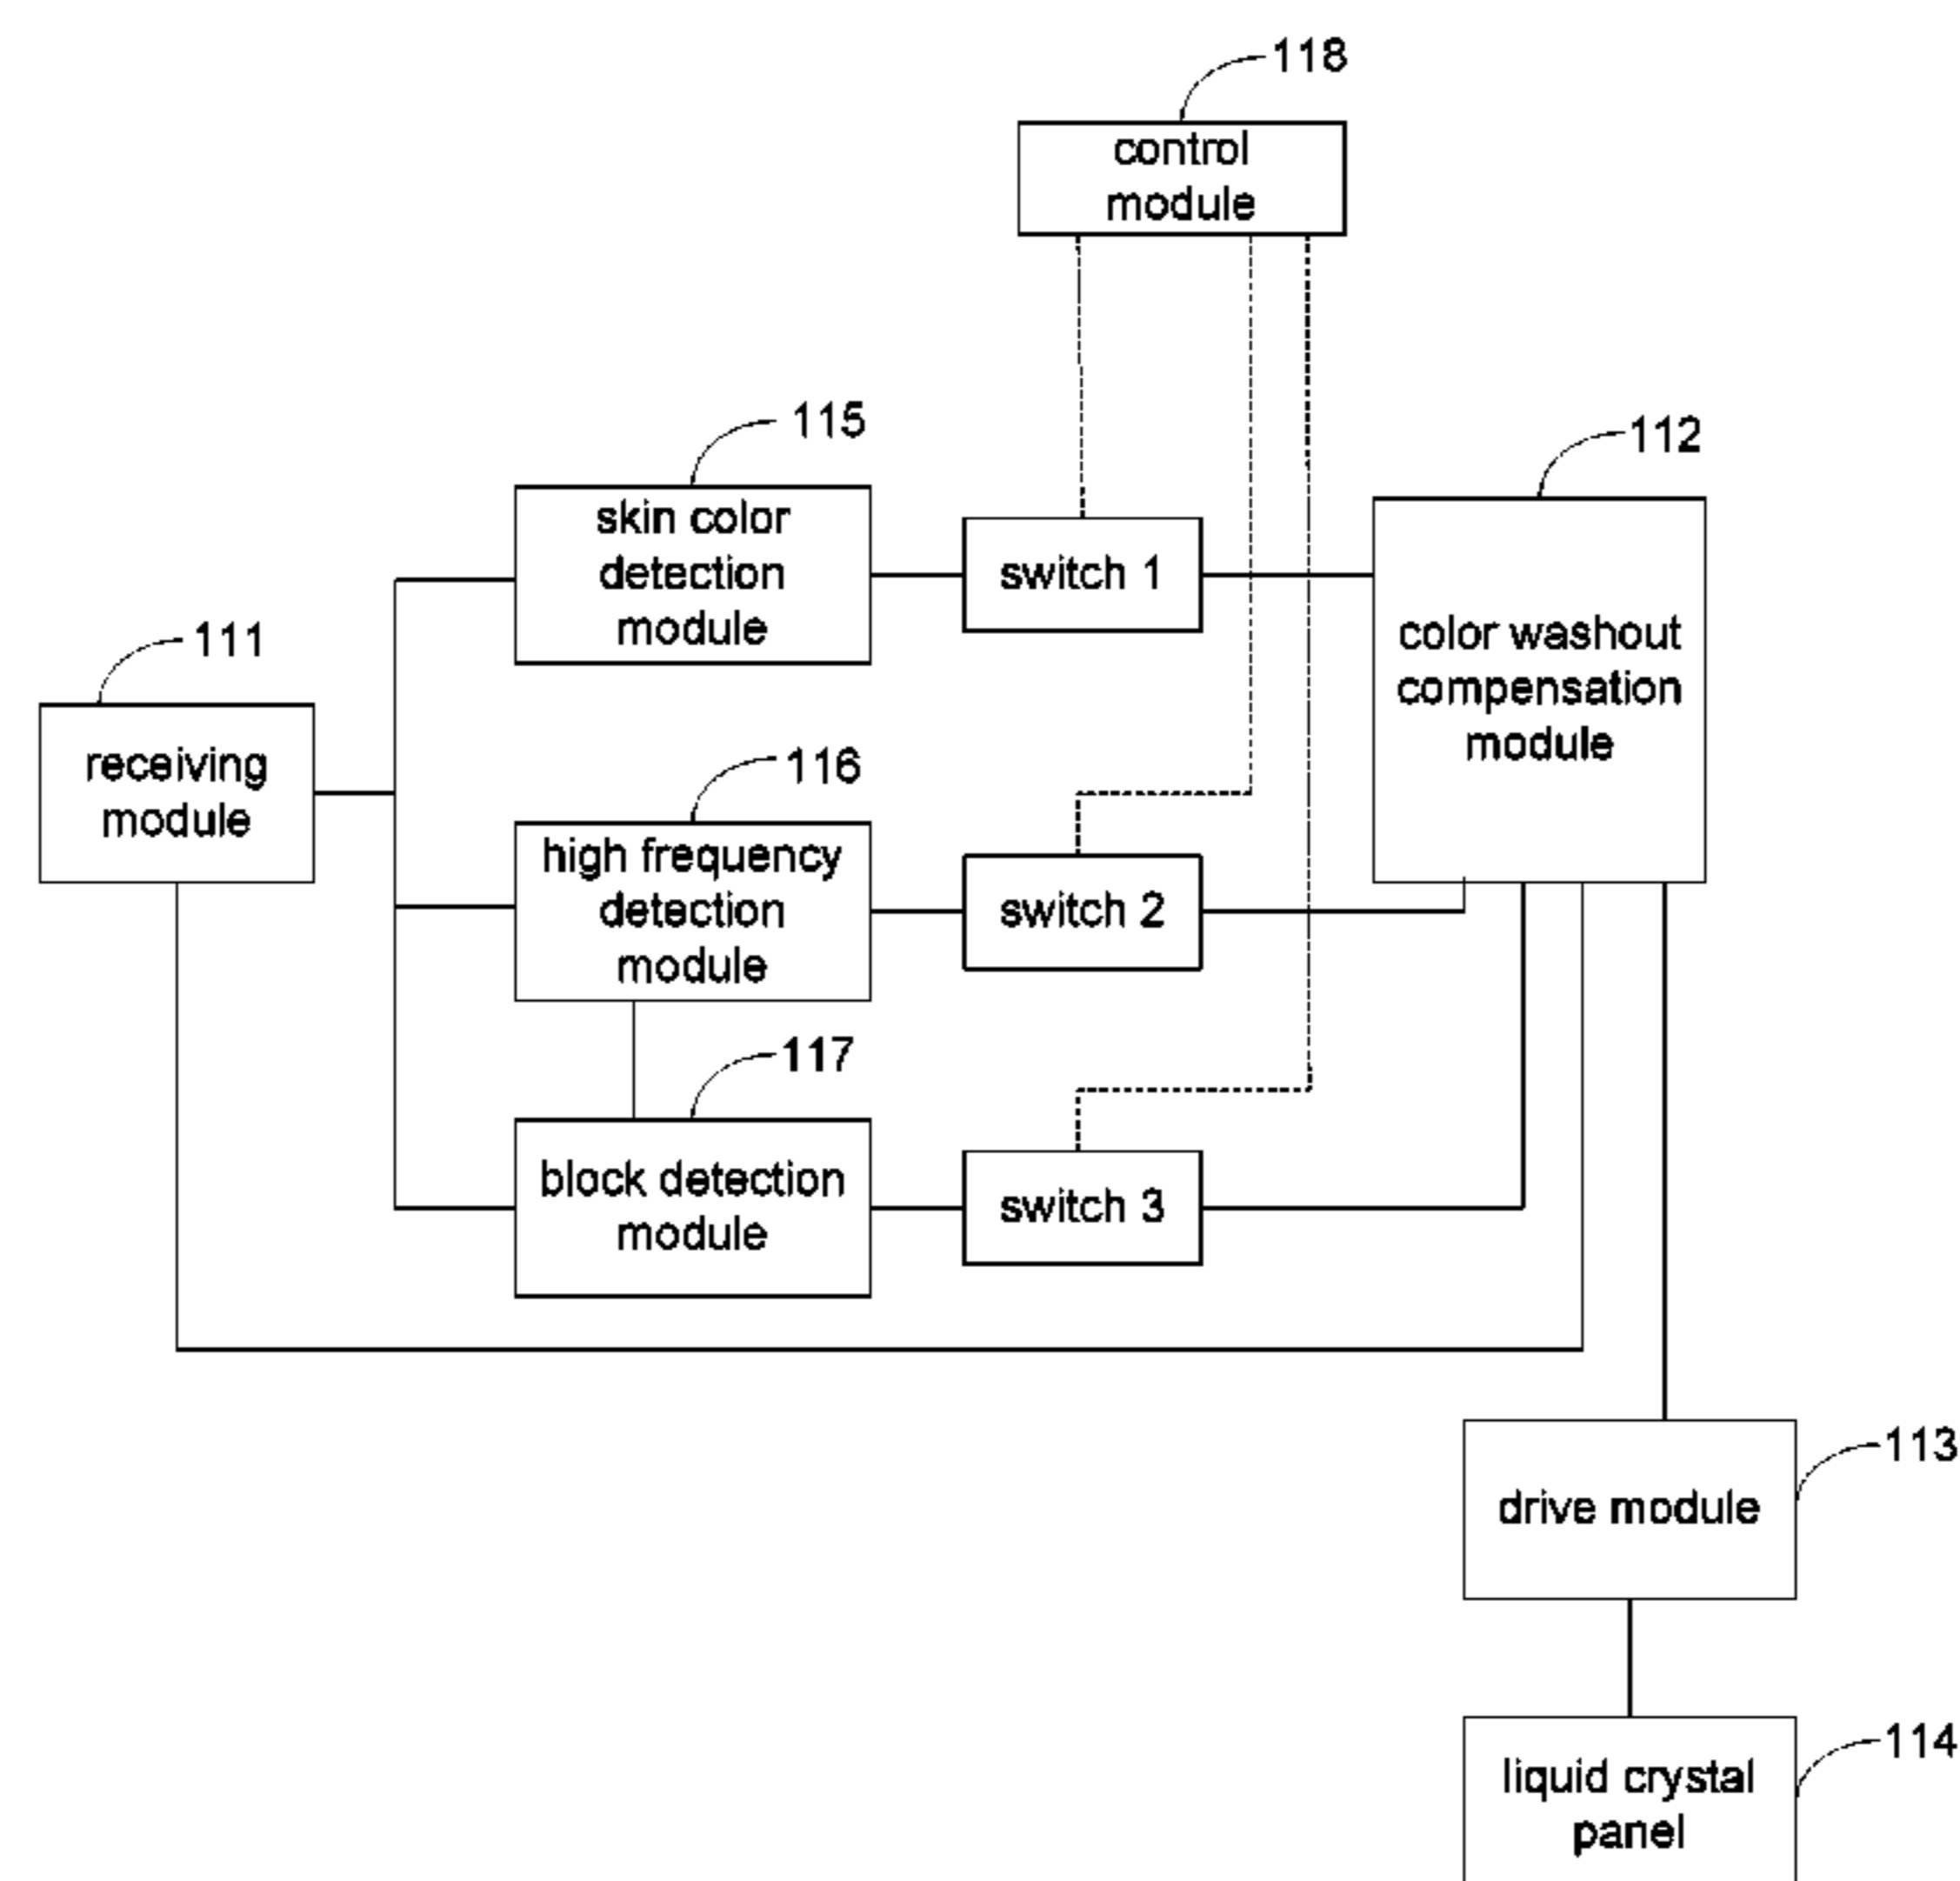 118
control
module
115
skin color
detection
module
switch 1
112
color washout
compensation
module
111
receiving
module
116
high frequency
detection
module
switch 2
117
block detection
module
switch 3
113
drive module
114
liquid crystal
panel